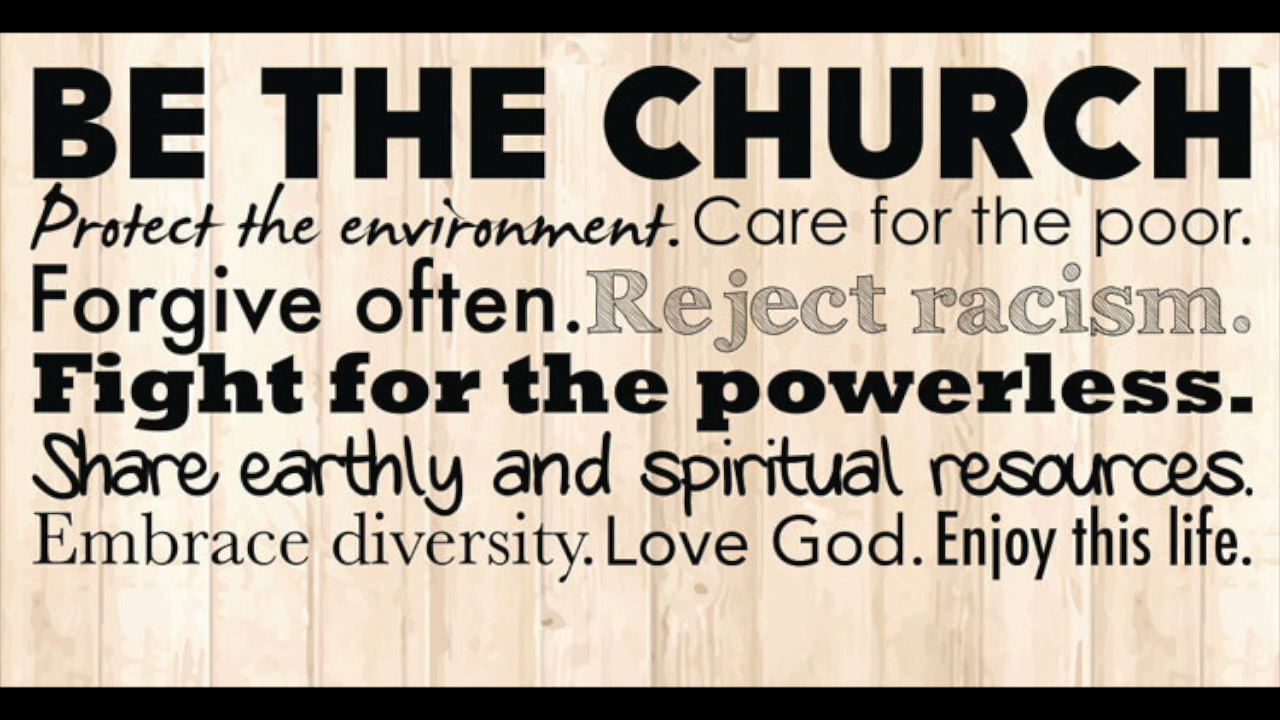 BE THE CHURCH
Protect the environment. Care for the poor.
Forgive often. Reject racism.
Fight for the powerless.
Share earthly and spiritual resources.
Embrace diversity. Love God. Enjoy this life.